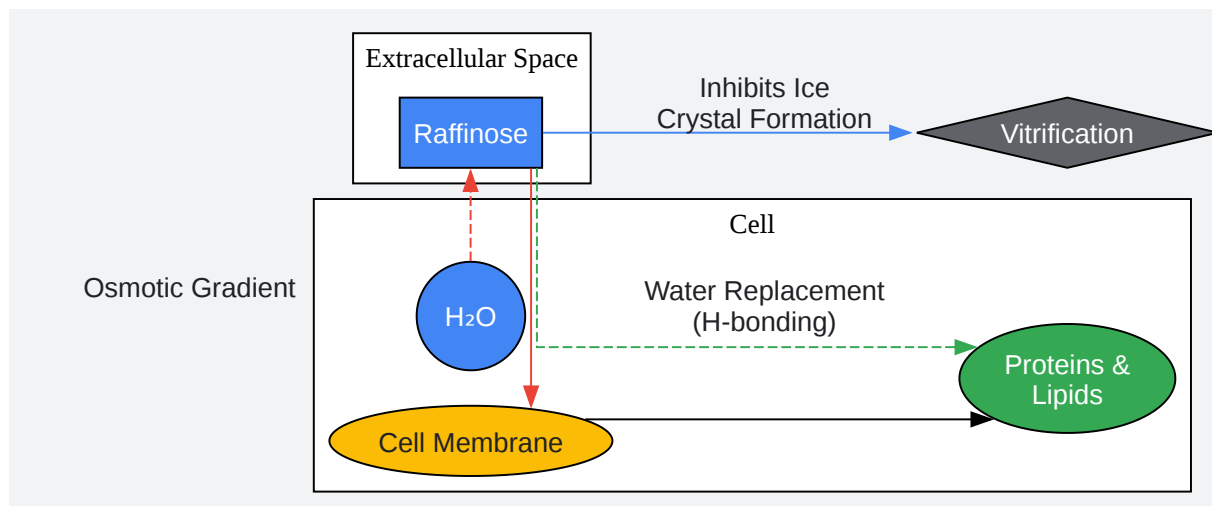 Extracellular Space
Raffinose
Inhibits Ice
Crystal Formation
Vitrification
Cell
Osmotic Gradient
H₂O
Water Replacement
(H-bonding)
Proteins &
Lipids
Cell Membrane